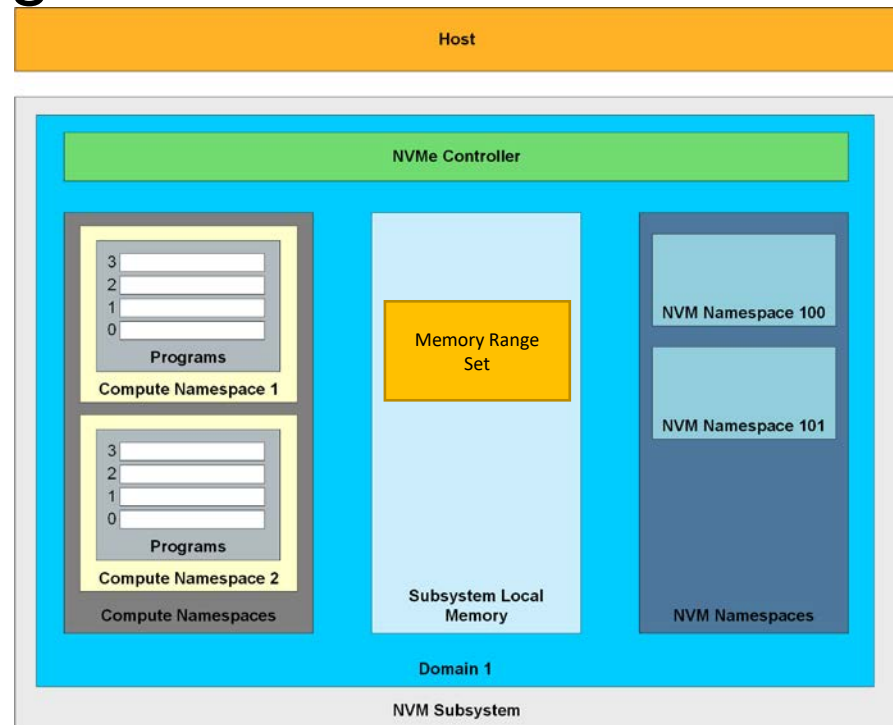 g
Host
NVMe Controller
3
2
1
0
Programs
Compute Namespace 1
3
2
1
0
Programs
Compute Namespace 2
Compute Namespaces
Memory Range
Set
Subsystem Local
Memory
NVM Namespace 100
NVM Namespace 101
NVM Namespaces
Domain 1
NVM Subsystem